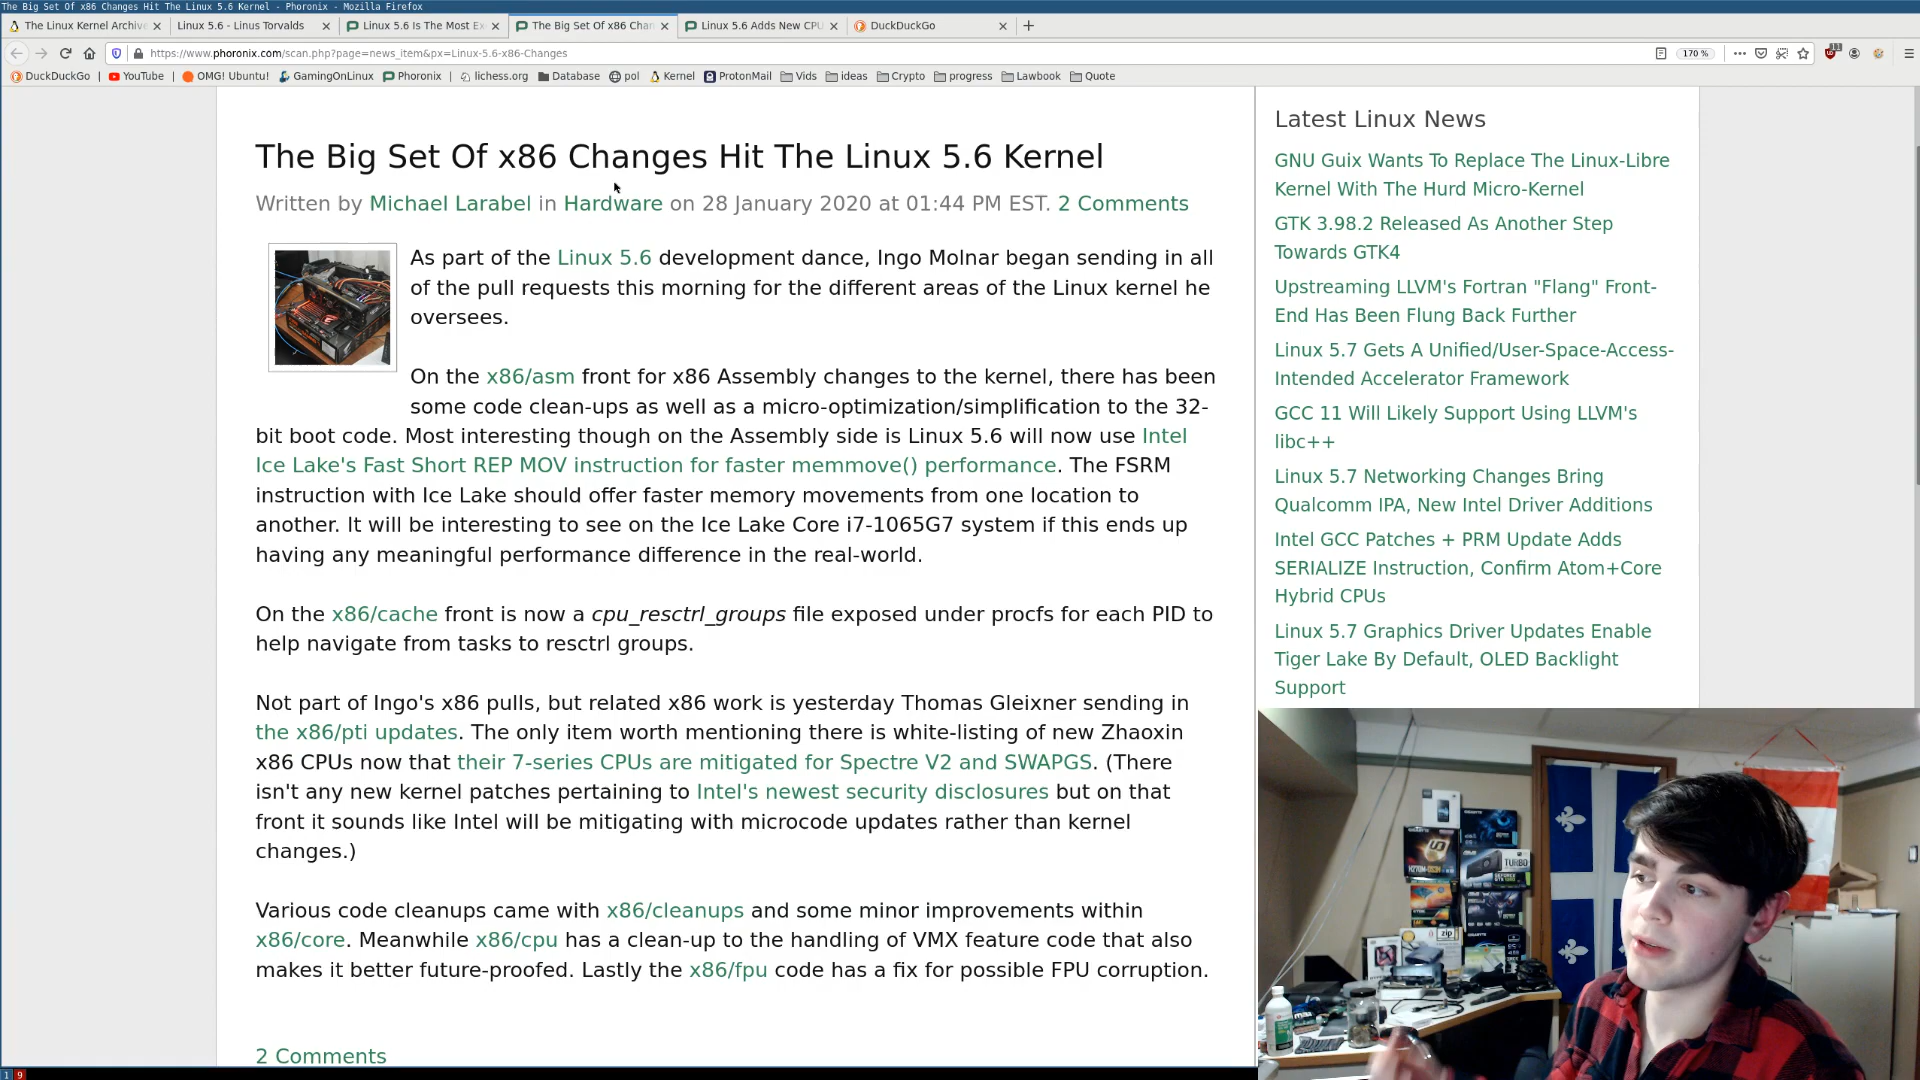 The Big Set Of x86 Changes Hit The Linux 5.6 Kernel - Phoronix - Mozilla Firefox
The Linux Kernel Archive
Linux 5.6 - Linus Torvalds
Linux 5.6 Is The Most Ex
The Big Set Of x86 Chan
Linux 5.6 Adds New CPU
DuckDuckGo
https://www.phoronix.com/scan.php?page=news_item&px=Linux-5.6-x86-Changes
170 %
DuckDuckGo
YouTube
OMG! Ubuntu!
GamingOnLinux
Phoronix
lichess.org
Database
pol
Kernel
ProtonMail
Vids
ideas
Crypto
progress
Lawbook
Quote
The Big Set Of x86 Changes Hit The Linux 5.6 Kernel
Written by Michael Larabel in Hardware on 28 January 2020 at 01:44 PM EST. 2 Comments
As part of the Linux 5.6 development dance, Ingo Molnar began sending in all
of the pull requests this morning for the different areas of the Linux kernel he
oversees.
On the x86/asm front for x86 Assembly changes to the kernel, there has been
some code clean-ups as well as a micro-optimization/simplification to the 32-
bit boot code. Most interesting though on the Assembly side is Linux 5.6 will now use Intel
Ice Lake's Fast Short REP MOV instruction for faster memmove() performance. The FSRM
instruction with Ice Lake should offer faster memory movements from one location to
another. It will be interesting to see on the Ice Lake Core i7-1065G7 system if this ends up
having any meaningful performance difference in the real-world.
On the x86/cache front is now a cpu_resctrl_groups file exposed under procfs for each PID to
help navigate from tasks to resctrl groups.
Not part of Ingo's x86 pulls, but related x86 work is yesterday Thomas Gleixner sending in
the x86/pti updates. The only item worth mentioning there is white-listing of new Zhaoxin
x86 CPUs now that their 7-series CPUs are mitigated for Spectre V2 and SWAPGS. (There
isn't any new kernel patches pertaining to Intel's newest security disclosures but on that
front it sounds like Intel will be mitigating with microcode updates rather than kernel
changes.)
Various code cleanups came with x86/cleanups and some minor improvements within
x86/core. Meanwhile x86/cpu has a clean-up to the handling of VMX feature code that also
makes it better future-proofed. Lastly the x86/fpu code has a fix for possible FPU corruption.
2 Comments
Latest Linux News
GNU Guix Wants To Replace The Linux-Libre
Kernel With The Hurd Micro-Kernel
GTK 3.98.2 Released As Another Step
Towards GTK4
Upstreaming LLVM's Fortran "Flang" Front-
End Has Been Flung Back Further
Linux 5.7 Gets A Unified/User-Space-Access-
Intended Accelerator Framework
GCC 11 Will Likely Support Using LLVM's
libc++
Linux 5.7 Networking Changes Bring
Qualcomm IPA, New Intel Driver Additions
Intel GCC Patches + PRM Update Adds
SERIALIZE Instruction, Confirm Atom+Core
Hybrid CPUs
Linux 5.7 Graphics Driver Updates Enable
Tiger Lake By Default, OLED Backlight
Support
TURBO
zip
1 9